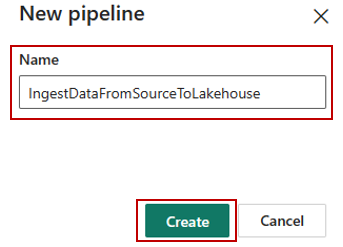 New pipeline
Name
IngestDataFromSourceToLakehouse
Create Cancel